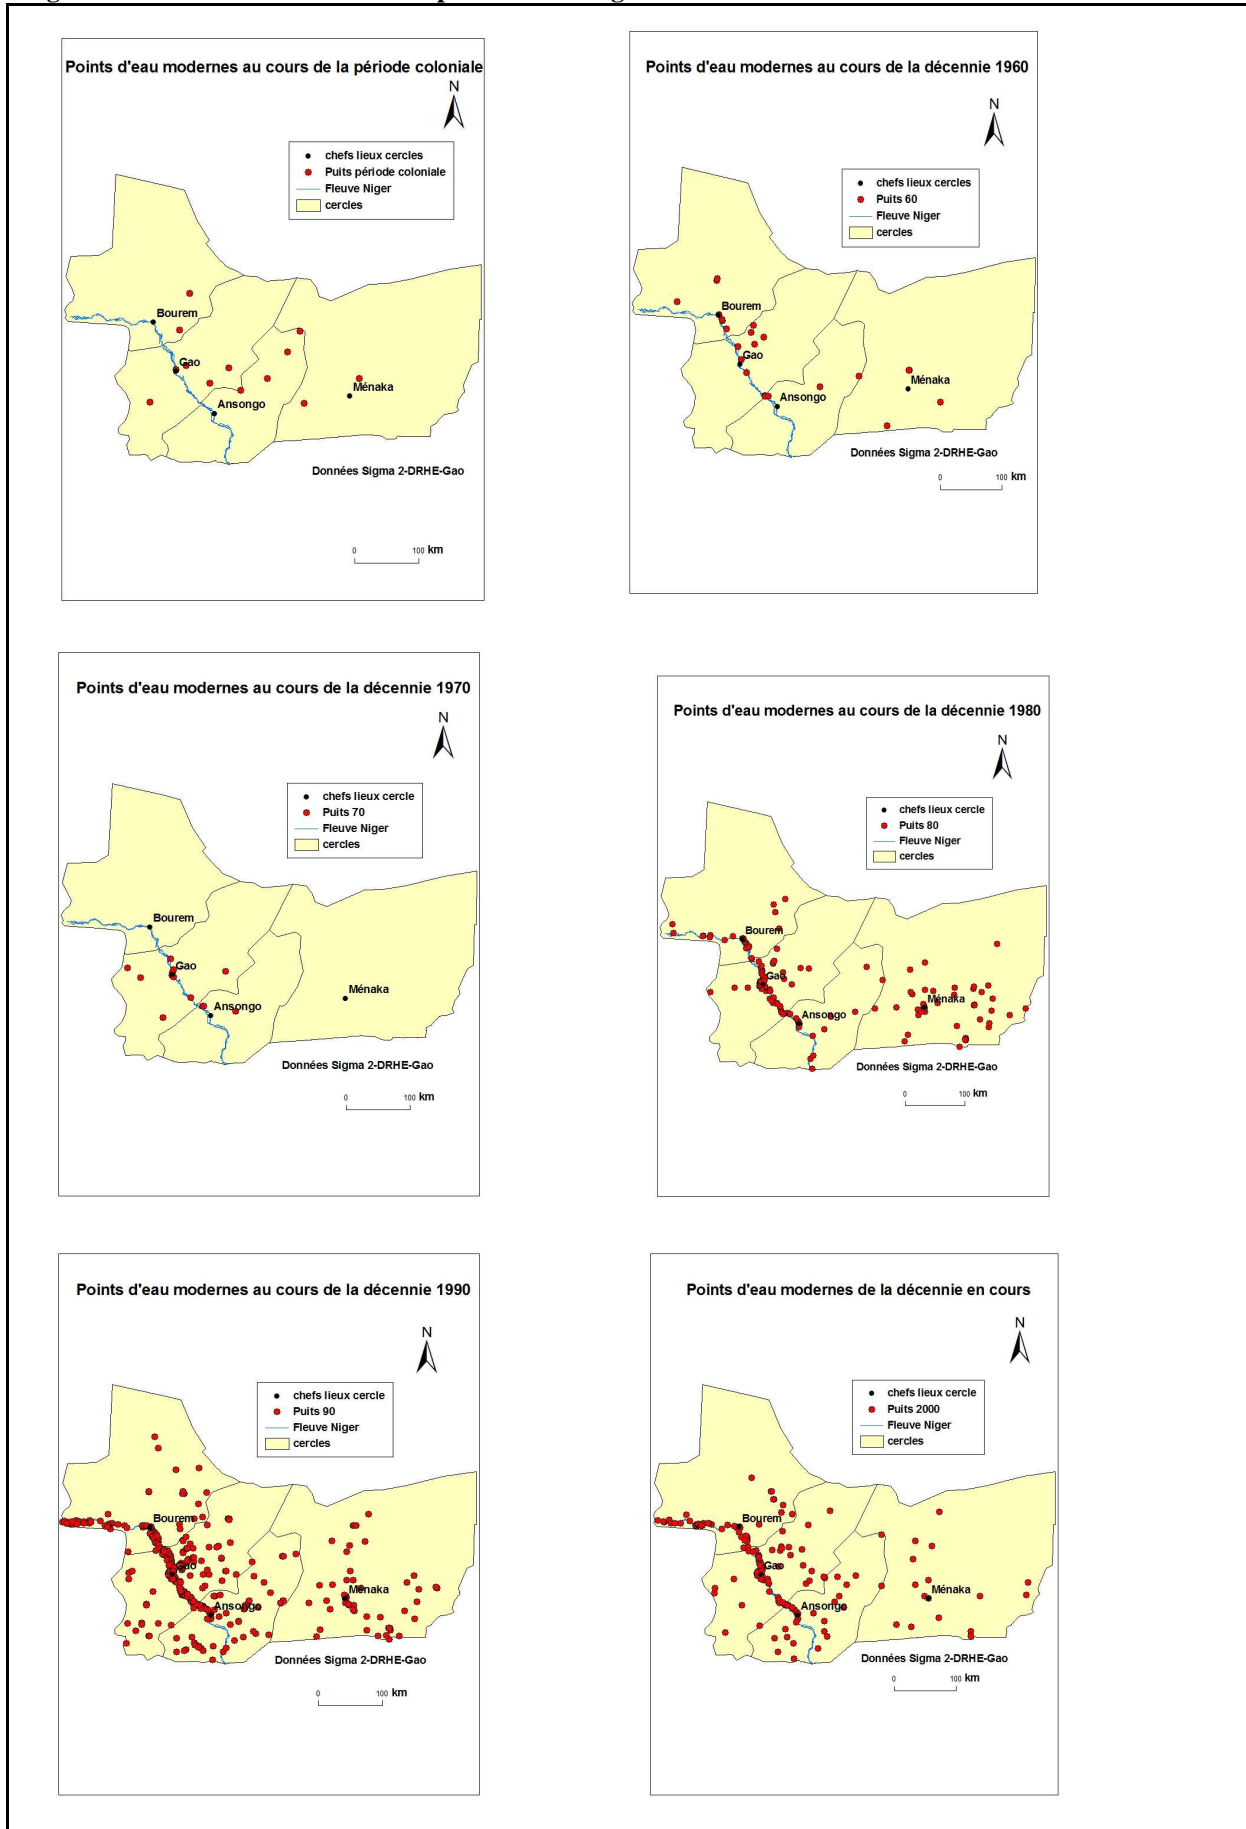 Points d'eau modernes au cours de la période coloniale
N
chefs lieux cercles
Puits période coloniale
Fleuve Niger
cercles
Bourem
Gao
Ménaka
Ansongo
Données Sigma 2-DRHE-Gao
0 100 km
Points d'eau modernes au cours de la décennie 1960
N
chefs lieux cercles
Puits 60
Fleuve Niger
cercles
Bourem
Gao
Ménaka
Ansongo
Données Sigma 2-DRHE-Gao
0 100 km
Points d'eau modernes au cours de la décennie 1970
N
chefs lieux cercle
Puits 70
Fleuve Niger
cercles
Bourem
Gao
Ménaka
Ansongo
Données Sigma 2-DRHE-Gao
0 100 km
Points d'eau modernes au cours de la décennie 1980
N
chefs lieux cercle
Puits 80
Fleuve Niger
cercles
Bourem
Gao
Ménaka
Ansongo
Données Sigma 2-DRHE-Gao
0 100 km
Points d'eau modernes au cours de la décennie 1990
N
chefs lieux cercle
Puits 90
Fleuve Niger
cercles
Bourem
Gao
Ménaka
Ansongo
Données Sigma 2-DRHE-Gao
0 100 km
Points d'eau modernes de la décennie en cours
N
chefs lieux cercle
Puits 2000
Fleuve Niger
cercles
Bourem
Gao
Ménaka
Ansongo
Données Sigma 2-DRHE-Gao
0 100 km